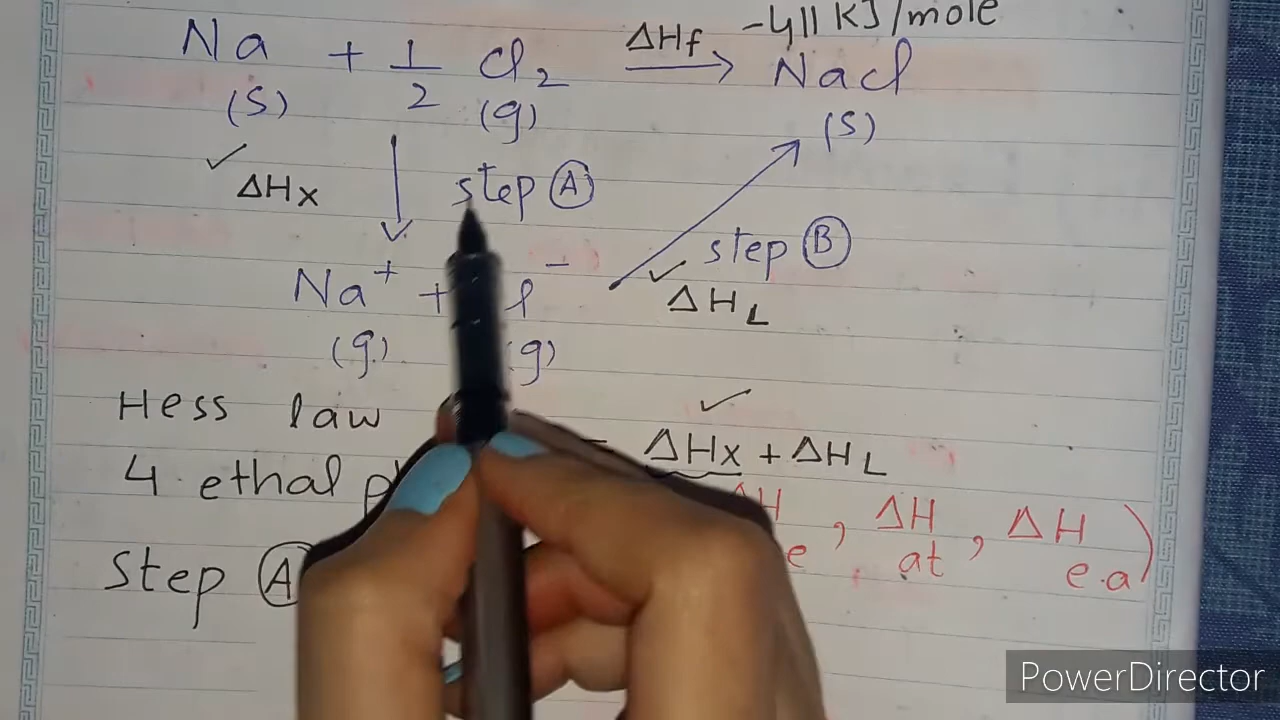 -411 KJ/mole
Na + 1/2 Cl2 ΔHf → NaCl
(S) (g) (S)
✓ ΔHx ↓ step Ⓐ
step Ⓑ
✓ ΔHL
Na+ + l-
(g) (g)
Hess law
✓
= ΔHx + ΔHL
4 ethal
ΔH , ΔH , ΔH )
e at e.a
Step Ⓐ
PowerDirector